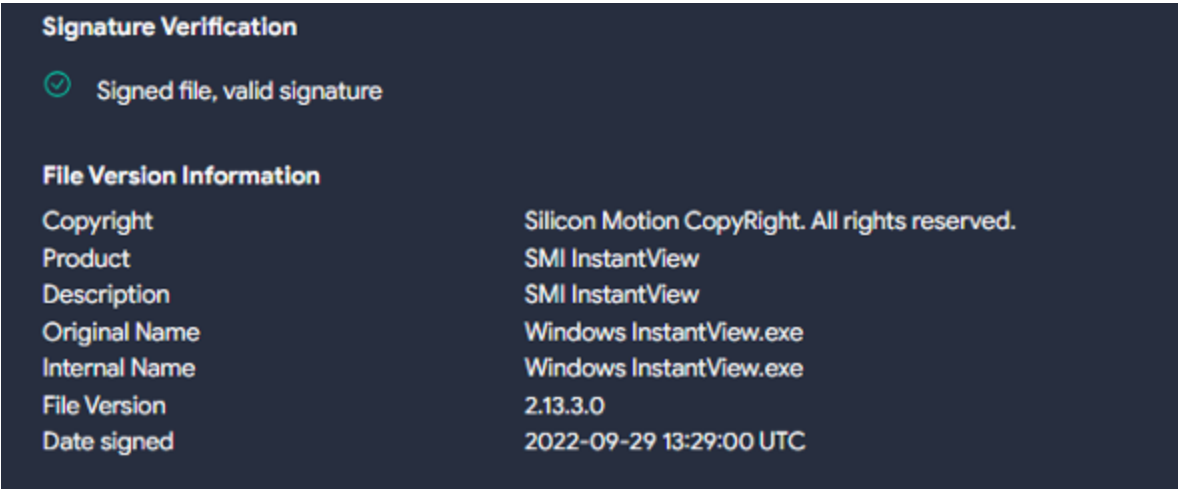 Signature Verification
Signed file, valid signature
File Version Information
Copyright Silicon Motion CopyRight. All rights reserved.
Product SMI InstantView
Description SMI InstantView
Original Name Windows InstantView.exe
Internal Name Windows InstantView.exe
File Version 2.13.3.0
Date signed 2022-09-29 13:29:00 UTC